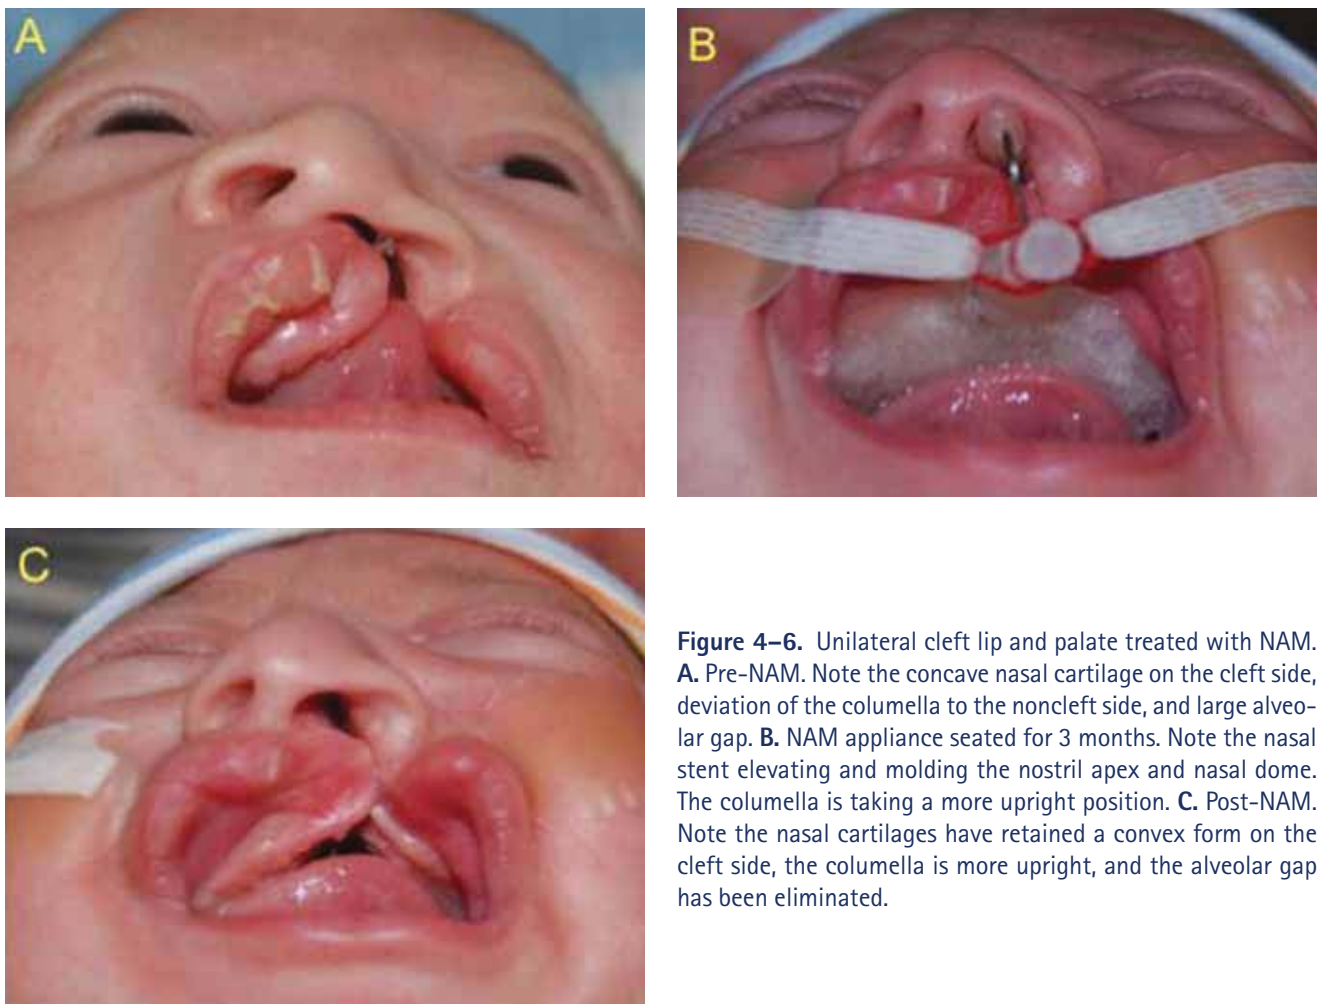 A
B
C
Figure 4–6. Unilateral cleft lip and palate treated with NAM.
A. Pre-NAM. Note the concave nasal cartilage on the cleft side,
deviation of the columella to the noncleft side, and large alveo-
lar gap. B. NAM appliance seated for 3 months. Note the nasal
stent elevating and molding the nostril apex and nasal dome.
The columella is taking a more upright position. C. Post-NAM.
Note the nasal cartilages have retained a convex form on the
cleft side, the columella is more upright, and the alveolar gap
has been eliminated.